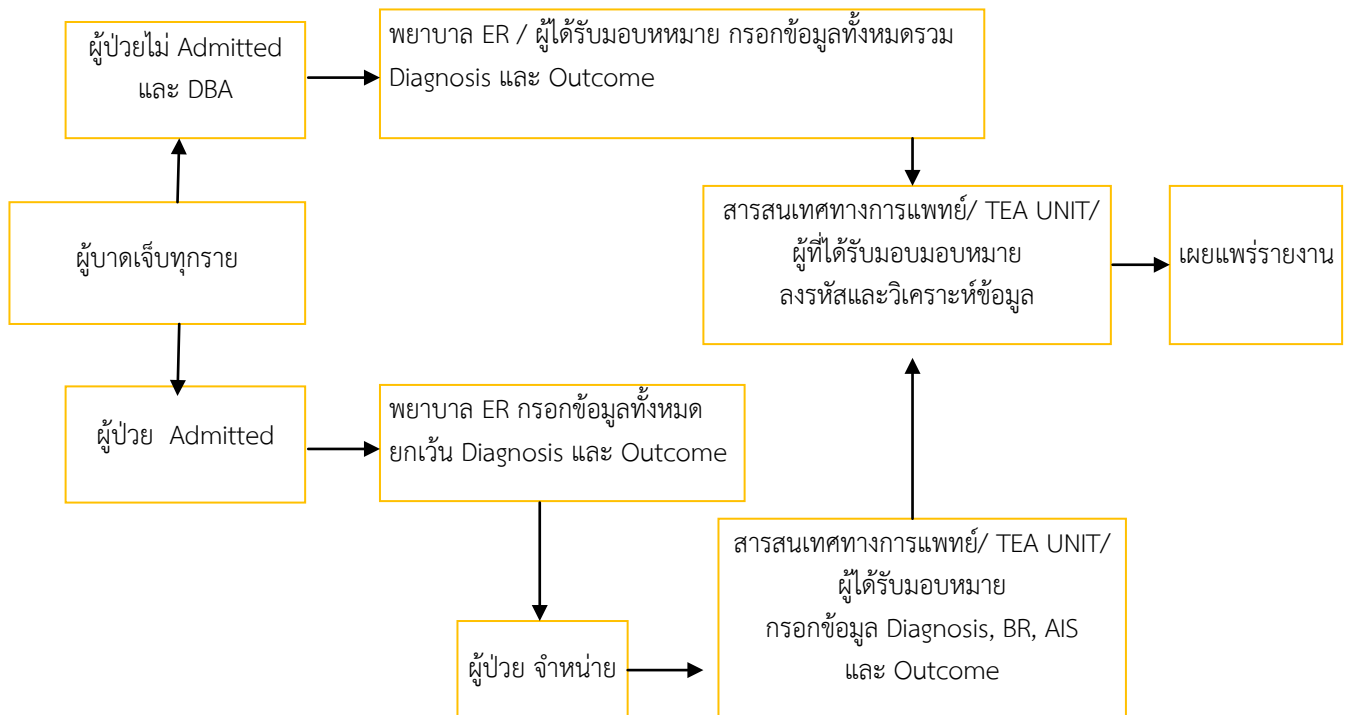 ผู้ป่วยไม่ Admitted
และ DBA
พยาบาล ER / ผู้ได้รับมอบหหมาย กรอกข้อมูลทั้งหมดรวม
Diagnosis และ Outcome
ผู้บาดเจ็บทุกราย
สารสนเทศทางการแพทย์/ TEA UNIT/
ผู้ที่ได้รับมอบมอบหมาย
ลงรหัสและวิเคราะห์ข้อมูล
เผยแพร่รายงาน
ผู้ป่วย Admitted
พยาบาล ER กรอกข้อมูลทั้งหมด
ยกเว้น Diagnosis และ Outcome
ผู้ป่วย จำหน่าย
สารสนเทศทางการแพทย์/ TEA UNIT/
ผู้ได้รับมอบหมาย
กรอกข้อมูล Diagnosis, BR, AIS
และ Outcome